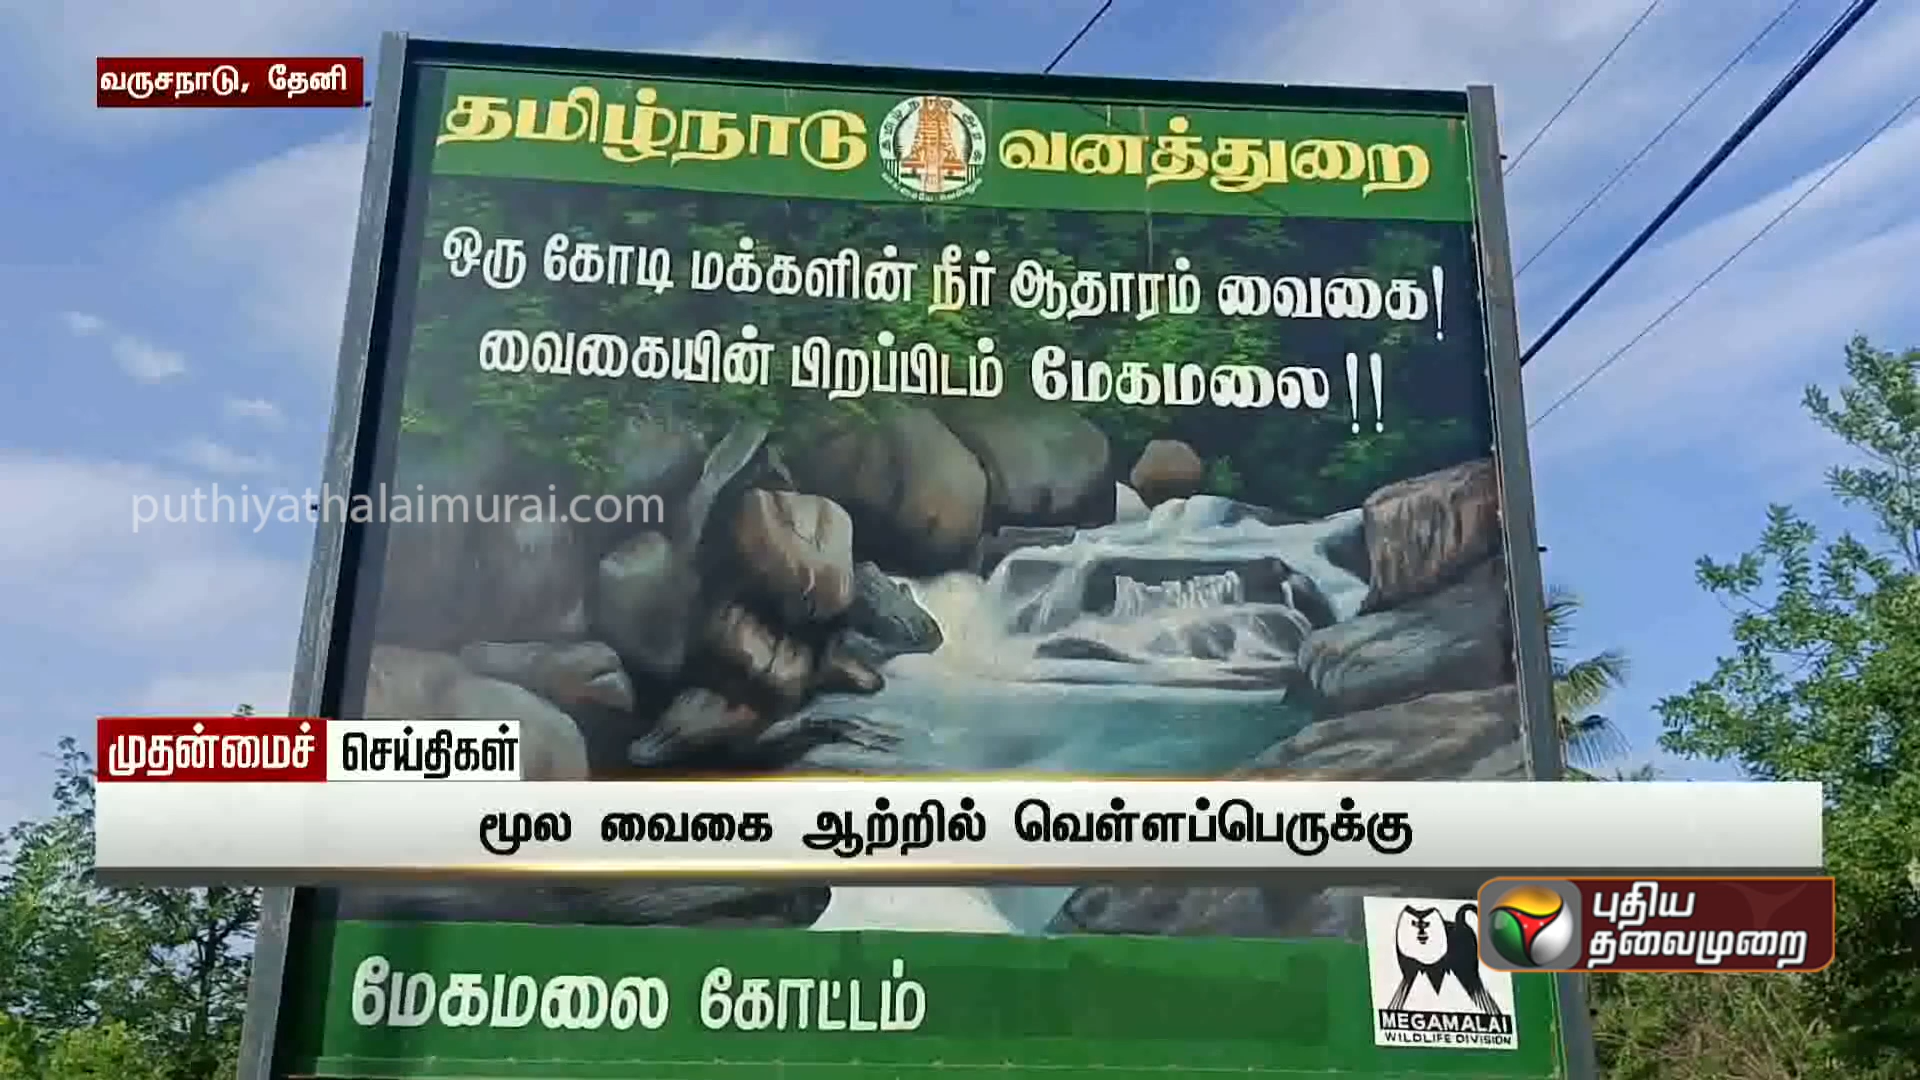 வருசநாடு, தேனி
தமிழ்நாடு வனத்துறை
ஒரு கோடி மக்களின் நீர் ஆதாரம் வைகை!
வைகையின் பிறப்பிடம் மேகமலை!!
puthiyathalaimurai.com
முதன்மைச் செய்திகள்
மூல வைகை ஆற்றில் வெள்ளப்பெருக்கு
புதிய
தலைமுறை
மேகமலை கோட்டம்
MEGAMALAI
WILDLIFE DIVISION